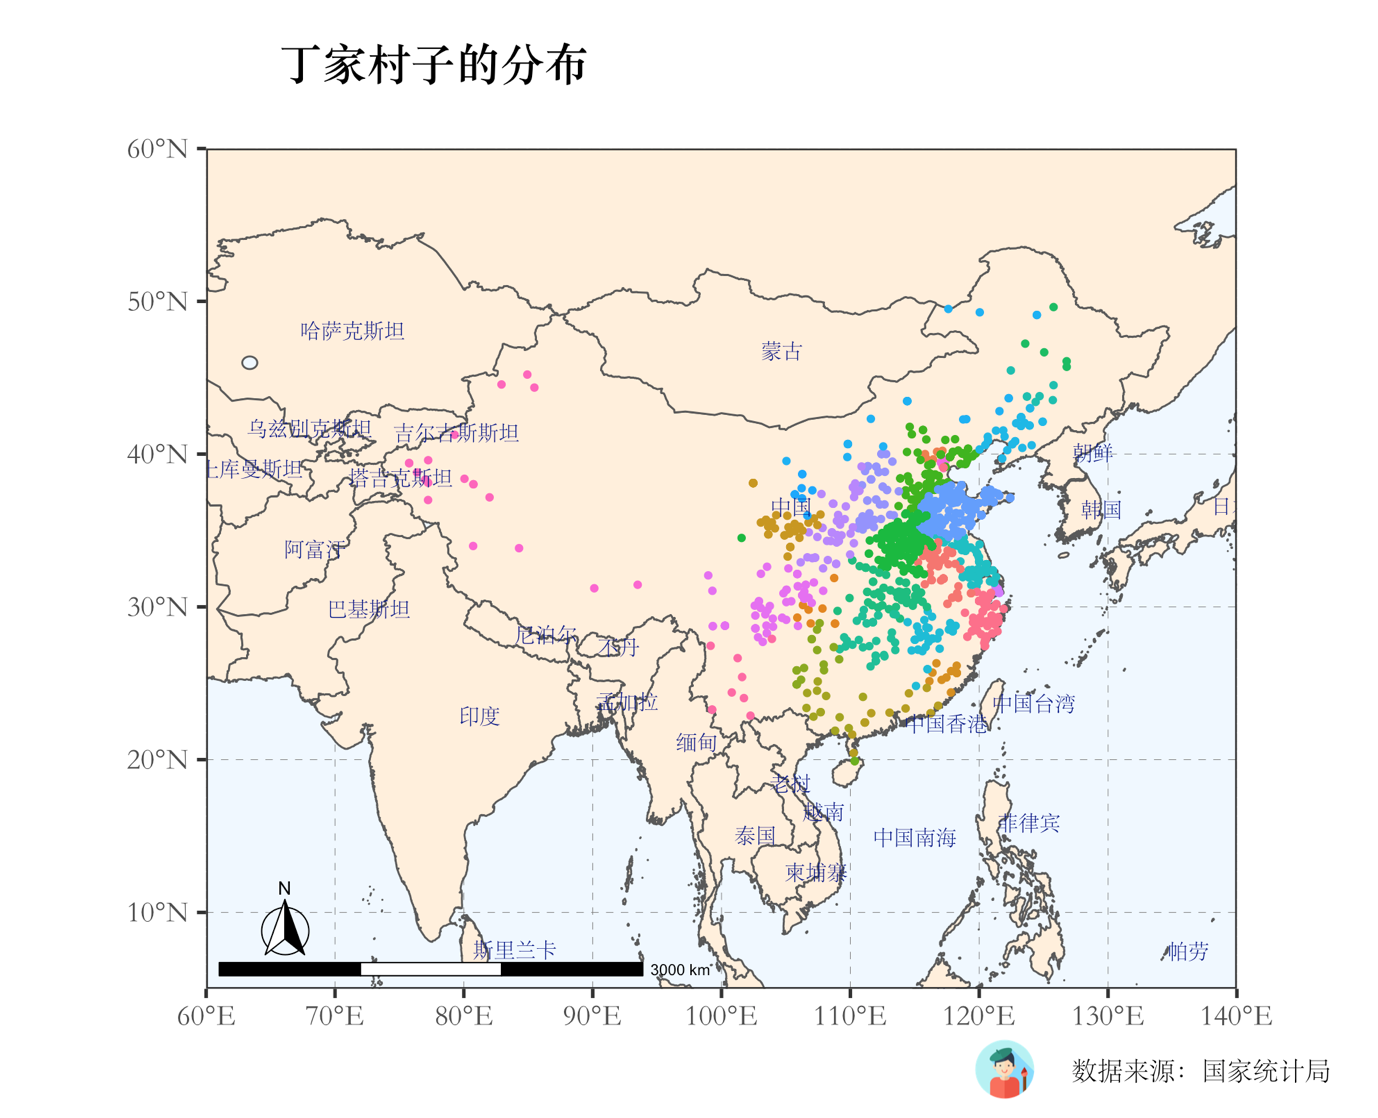 丁家村子的分布
60°N
50°N
40°N
30°N
20°N
10°N
哈萨克斯坦
蒙古
乌兹别克斯坦
吉尔吉斯斯坦
土库曼斯坦
塔吉克斯坦
朝鲜
中国
韩国
日
阿富汗
巴基斯坦
尼泊尔
不丹
孟加拉
印度
中国台湾
中国香港
缅甸
老挝
越南
泰国
中国南海
菲律宾
柬埔寨
N
斯里兰卡
帕劳
3000 km
60°E
70°E
80°E
90°E
100°E
110°E
120°E
130°E
140°E
数据来源：国家统计局